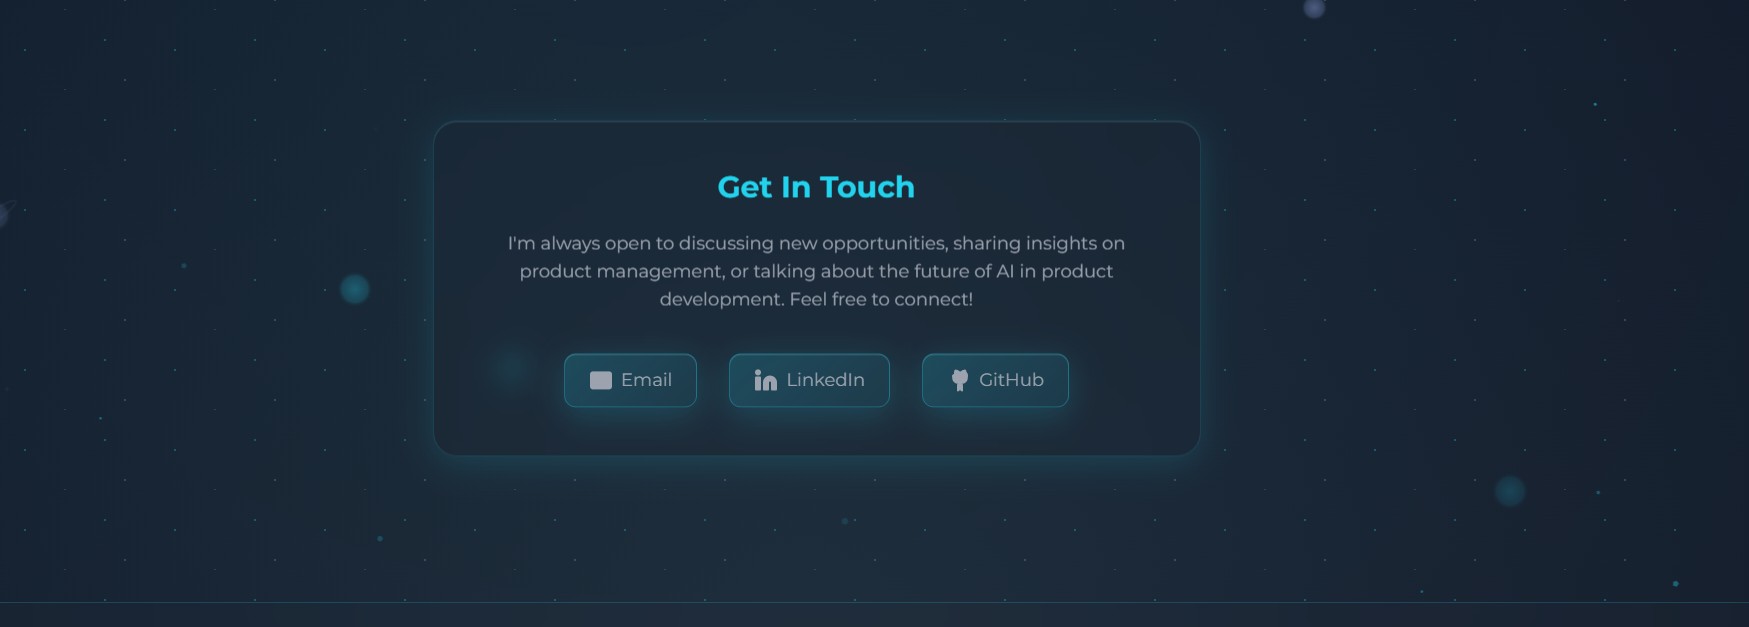 Get In Touch
I'm always open to discussing new opportunities, sharing insights on
product management, or talking about the future of AI in product
development. Feel free to connect!
Email
LinkedIn
GitHub